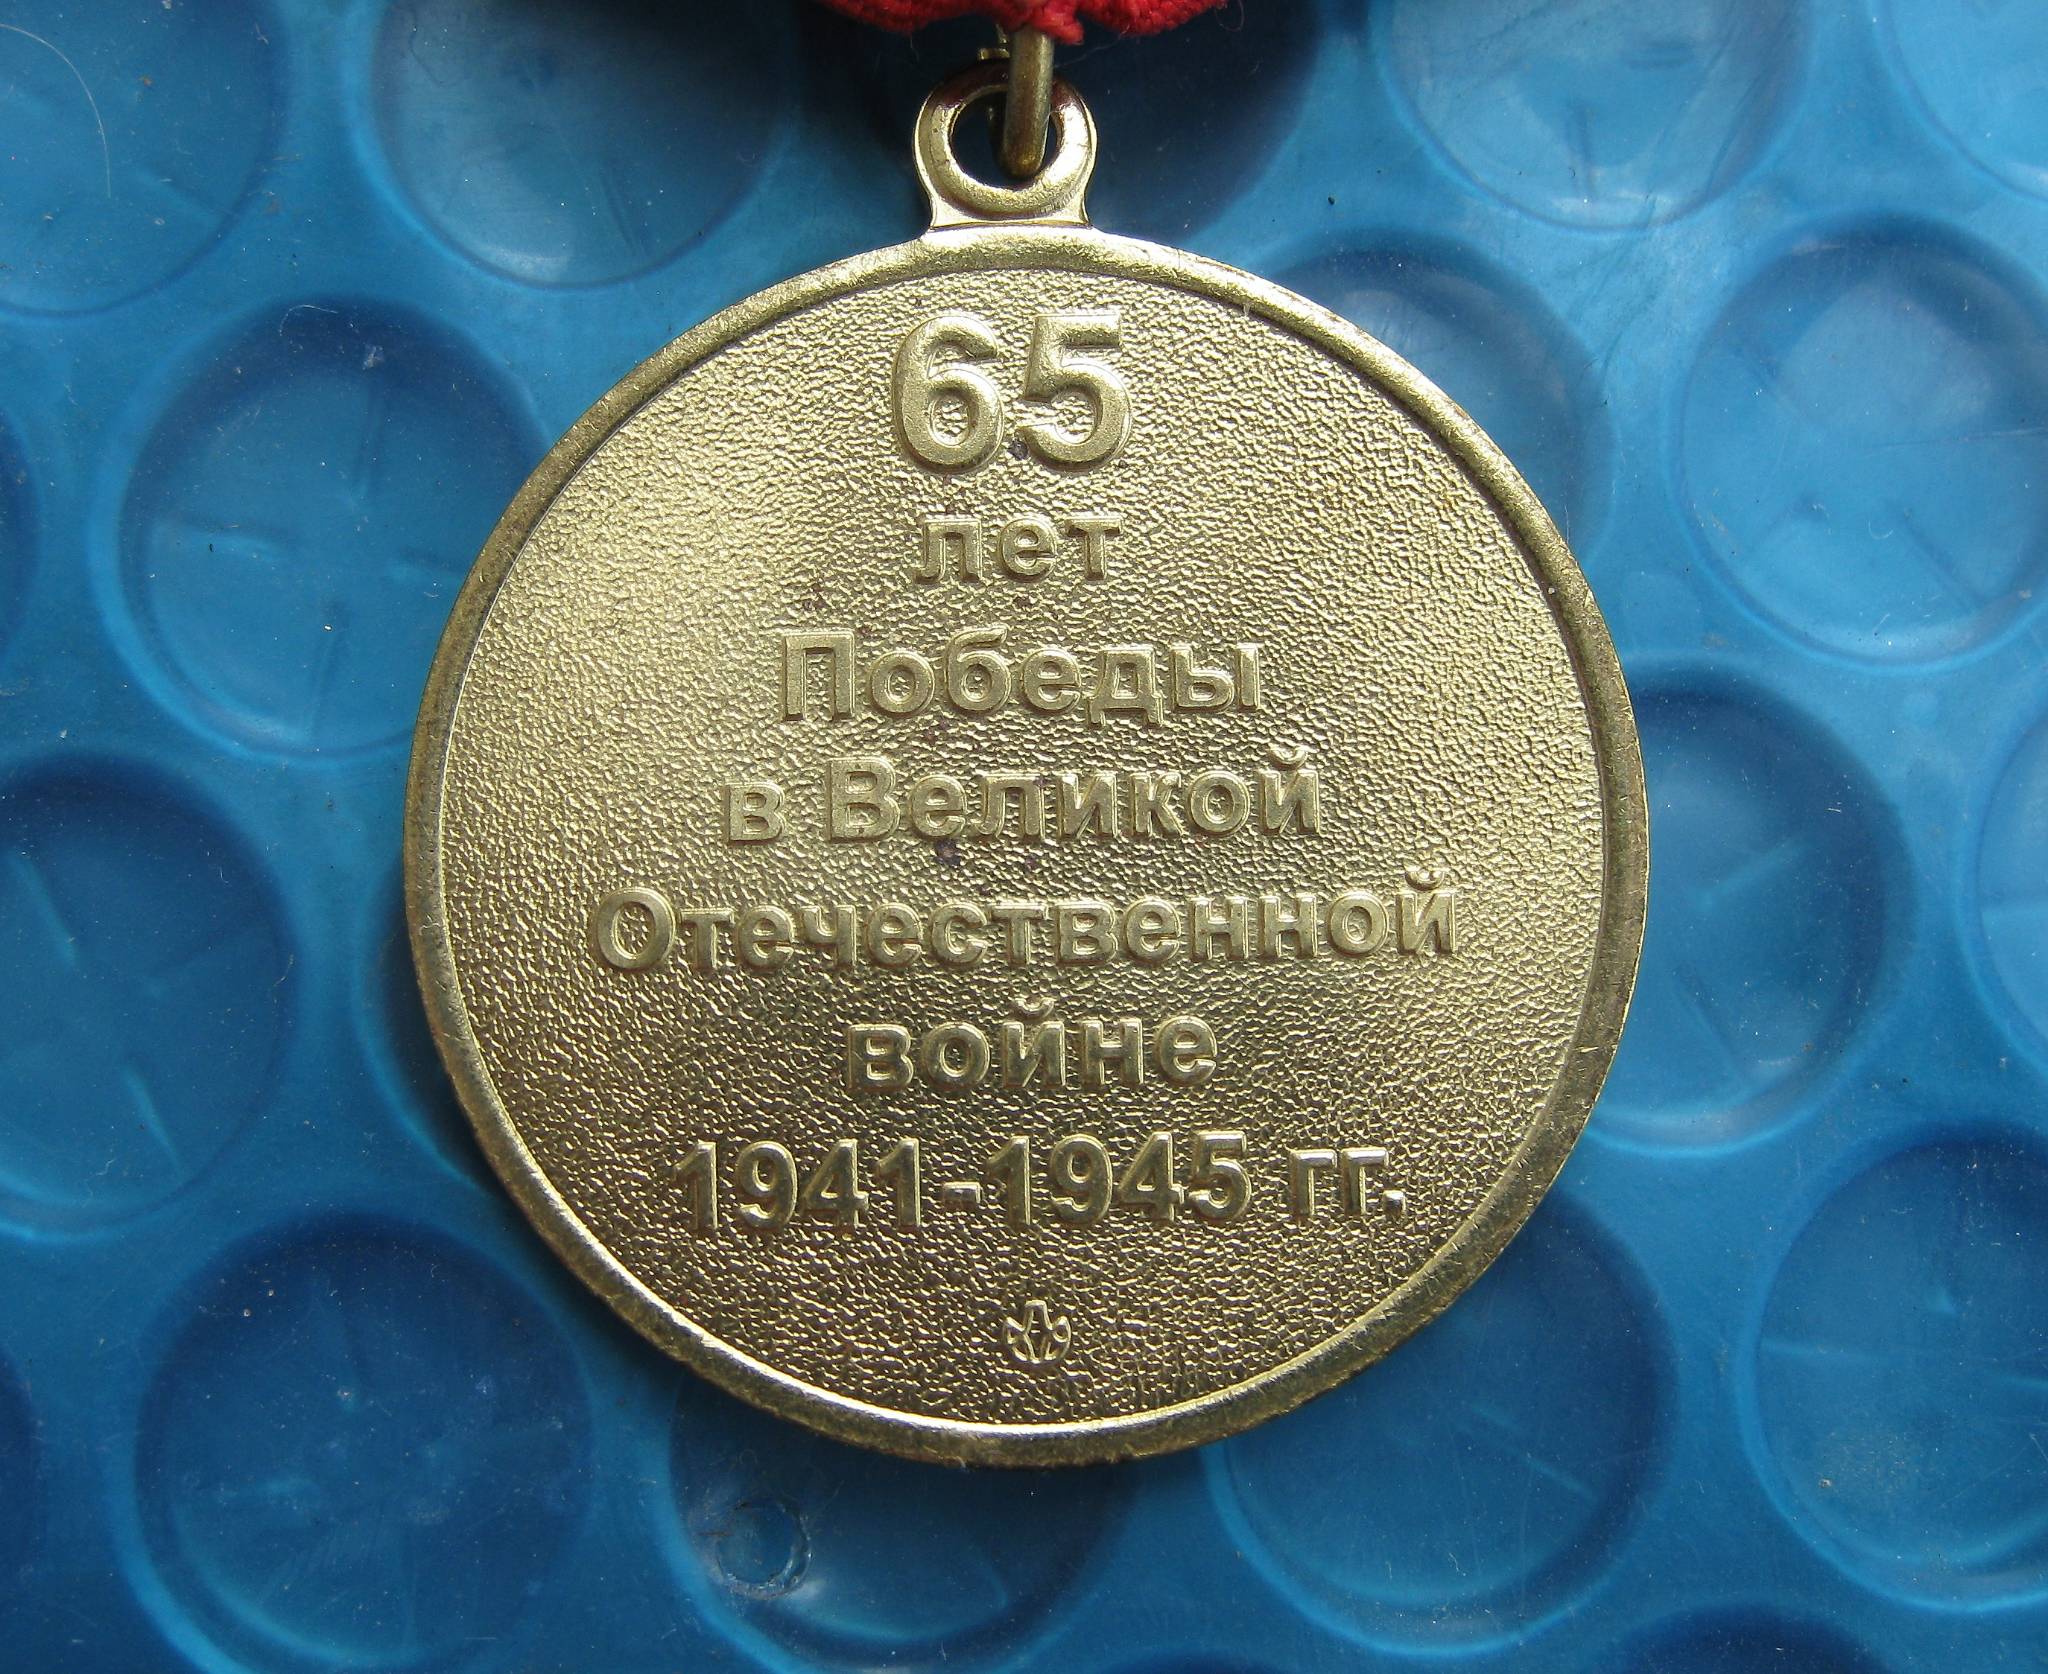 65
лет
Победы
в Великой
Отечественной
войне
1941-1945 гг.